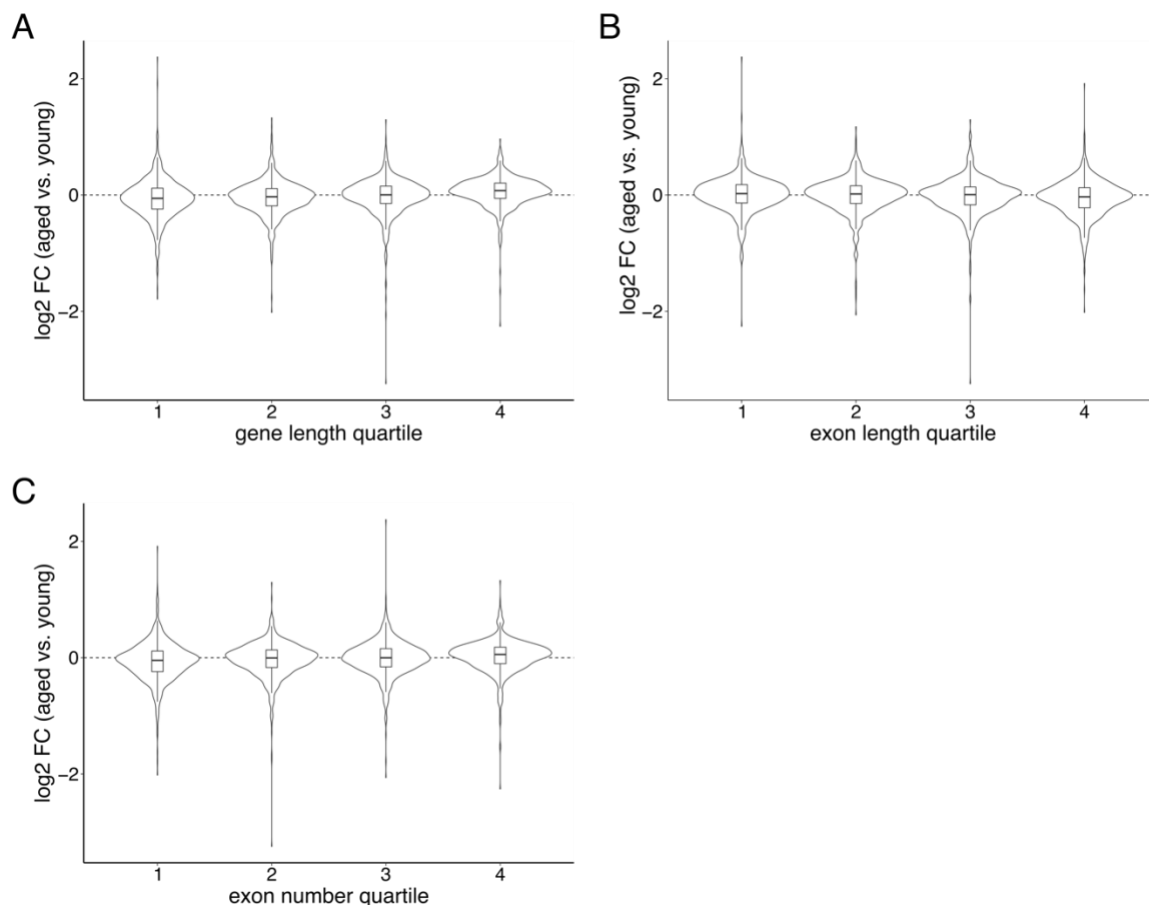 A
log2 FC (aged vs. young)
2
0
−2
1 2 3 4
gene length quartile
B
log2 FC (aged vs. young)
2
0
−2
1 2 3 4
exon length quartile
C
log2 FC (aged vs. young)
2
0
−2
1 2 3 4
exon number quartile